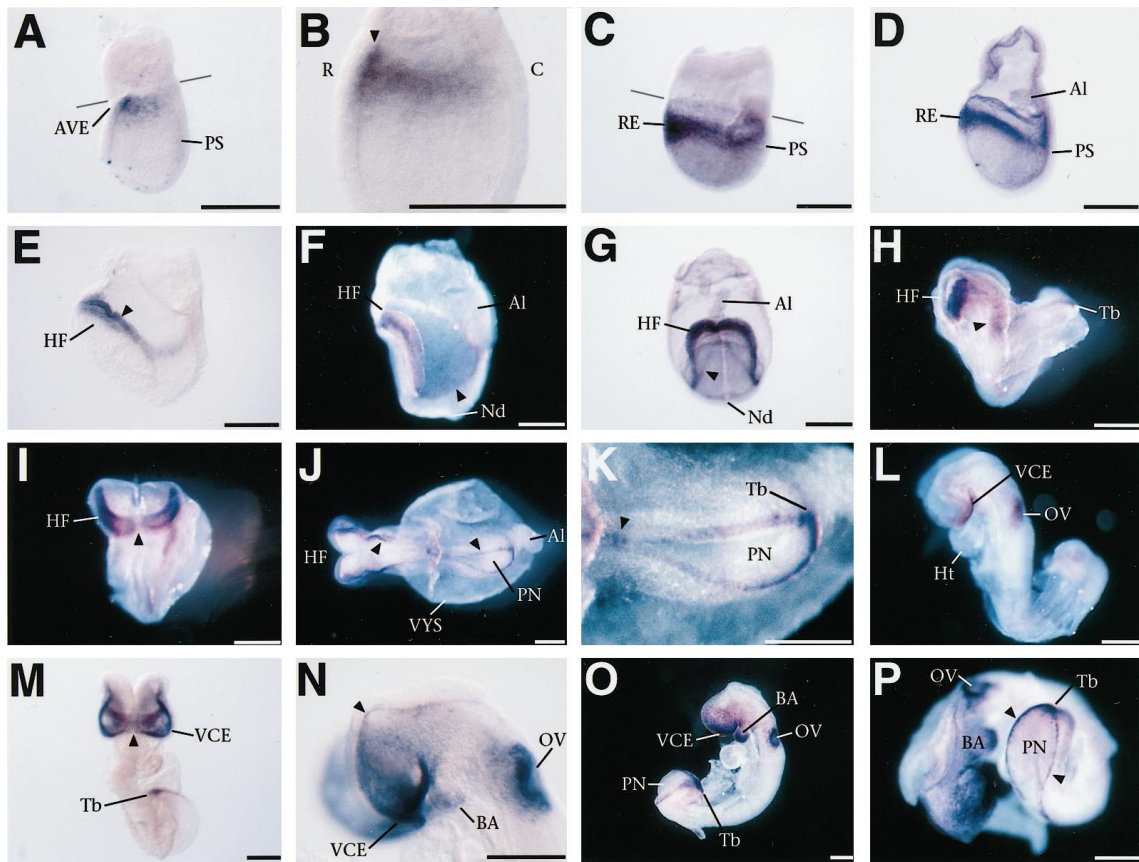 A
AVE
PS
B
R
C
C
RE
PS
D
Al
RE
PS
E
HF
F
HF
Al
Nd
G
Al
HF
Nd
H
HF
Tb
I
HF
J
HF
Al
PN
VYS
K
Tb
PN
L
VCE
OV
Ht
M
VCE
Tb
N
OV
BA
VCE
O
BA
VCE
OV
PN
Tb
P
OV
Tb
BA
PN